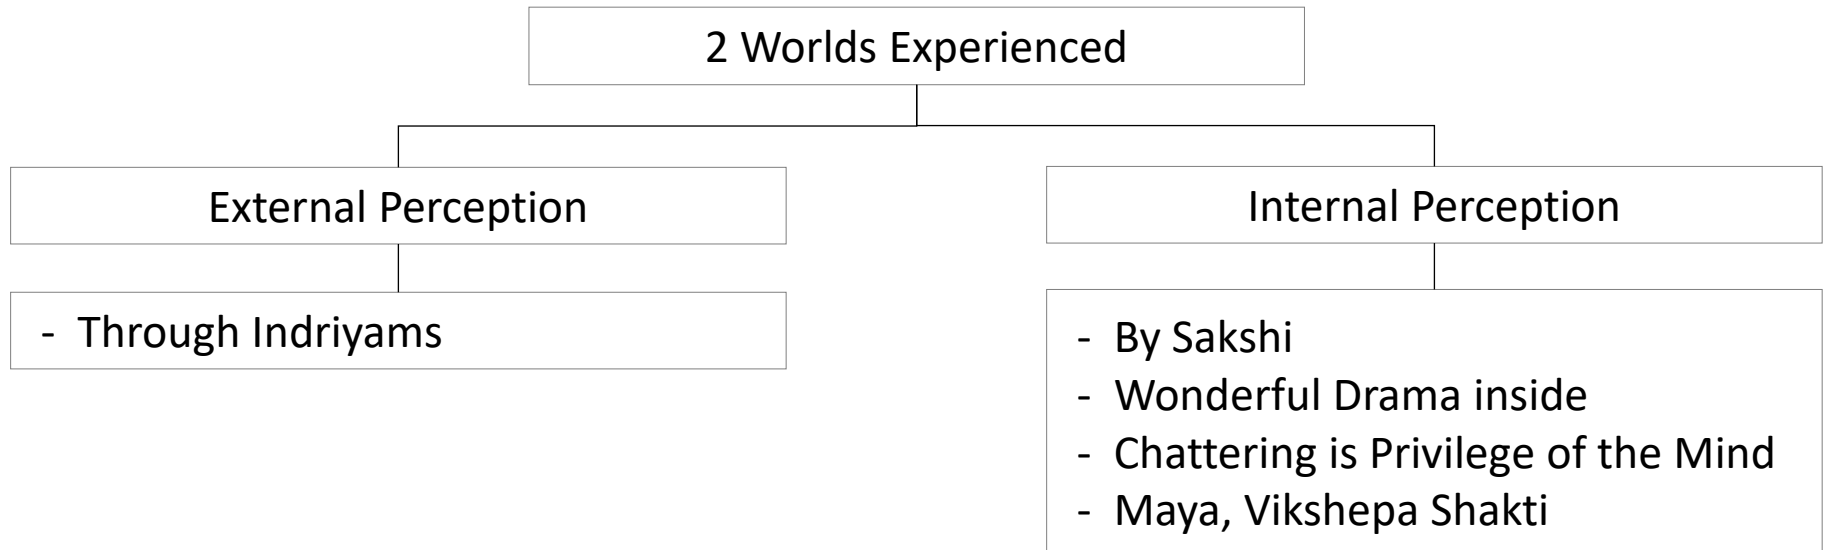 2 Worlds Experienced
External Perception
Internal Perception
- Through Indriyams
- By Sakshi
- Wonderful Drama inside
- Chattering is Privilege of the Mind
- Maya, Vikshepa Shakti